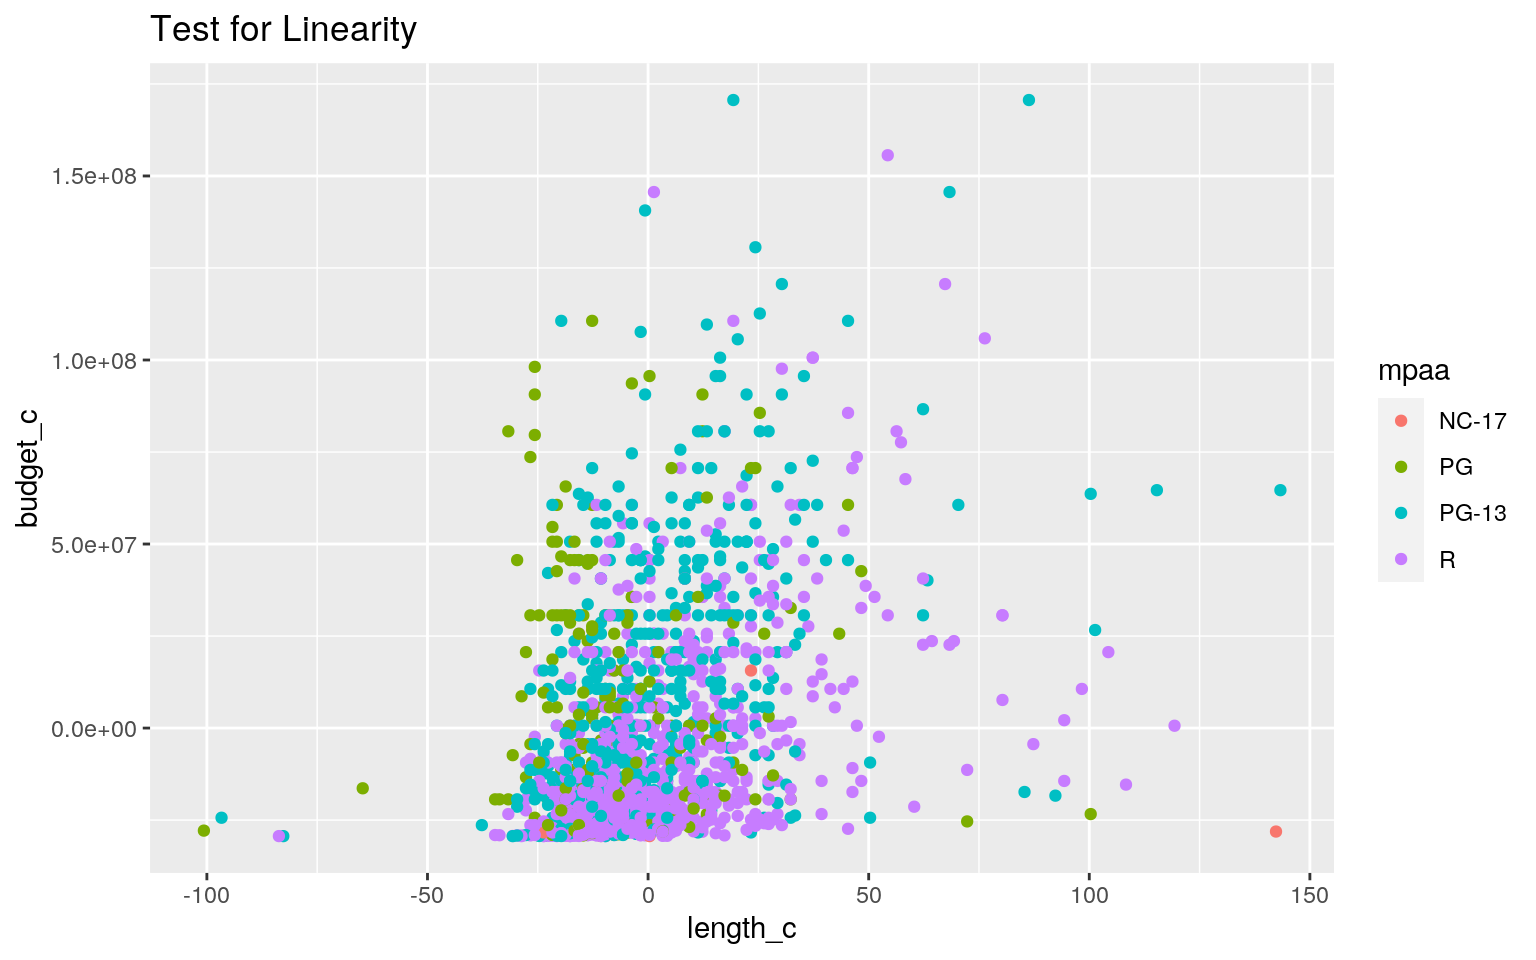 Test for Linearity
budget_c
1.5e+08
1.0e+08
5.0e+07
0.0e+00
-100 -50 0 50 100 150
length_c
mpaa
NC-17
PG
PG-13
R